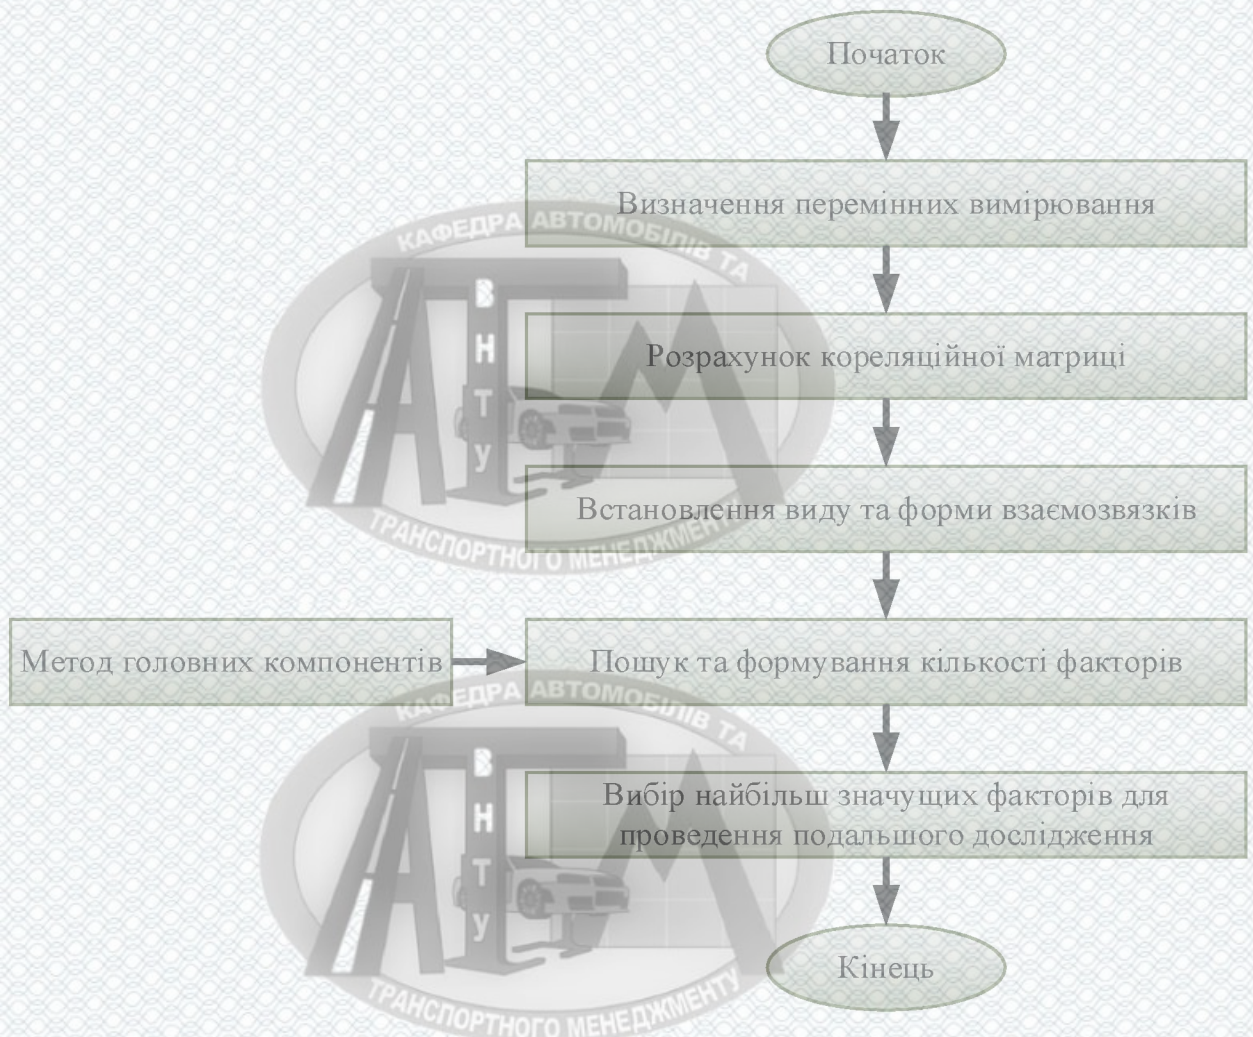 Початок
Визначення перемінних вимірювання
КАФЕДРА АВТОМОБІЛІВ ТА
ВНТУ
Розрахунок кореляційної матриці
Встановлення виду та форми взаємозвязків
ТРАНСПОРТНОГО МЕНЕДЖМЕНТУ
Метод головних компонентів
Пошук та формування кількості факторів
КАФЕДРА АВТОМОБІЛІВ ТА
ВНТУ
Вибір найбільш значущих факторів для
проведення подальшого дослідження
Кінець
ТРАНСПОРТНОГО МЕНЕДЖМЕНТУ